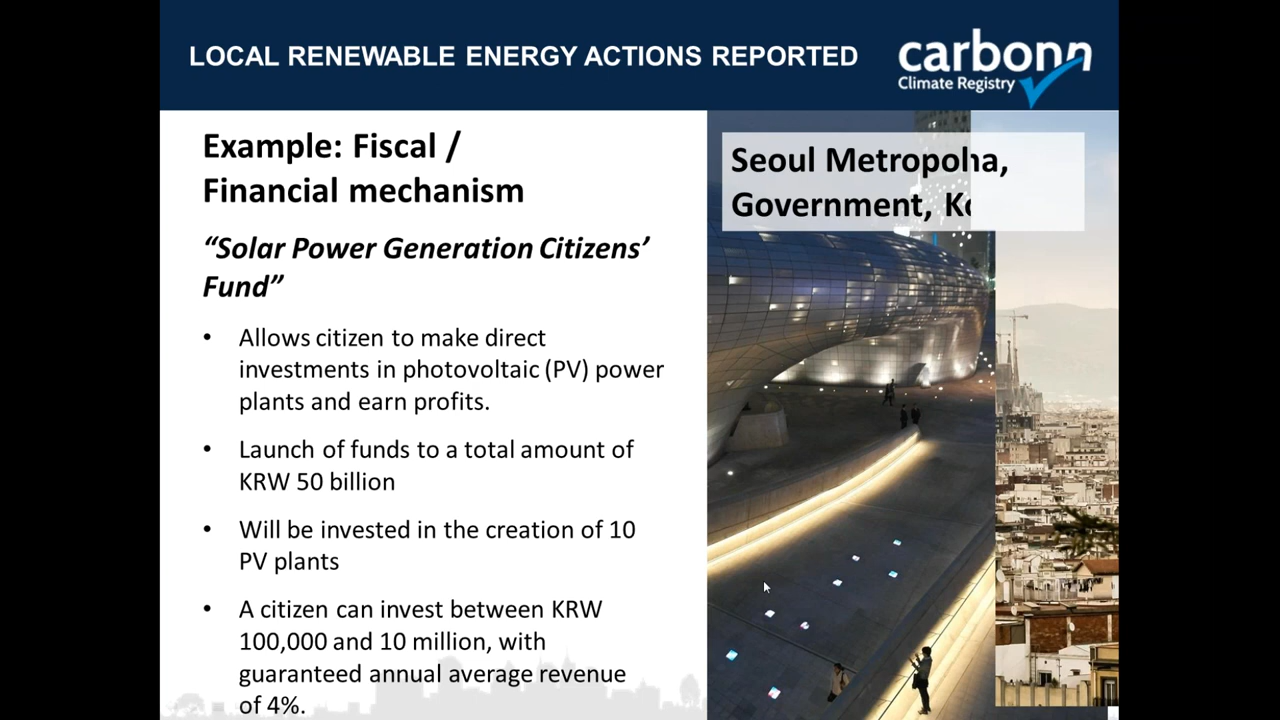 LOCAL RENEWABLE ENERGY ACTIONS REPORTED
carbonn
Climate Registry
Example: Fiscal /
Financial mechanism
“Solar Power Generation Citizens’
Fund”
• Allows citizen to make direct
investments in photovoltaic (PV) power
plants and earn profits.
• Launch of funds to a total amount of
KRW 50 billion
• Will be invested in the creation of 10
PV plants
• A citizen can invest between KRW
100,000 and 10 million, with
guaranteed annual average revenue
of 4%.
Seoul
Government,